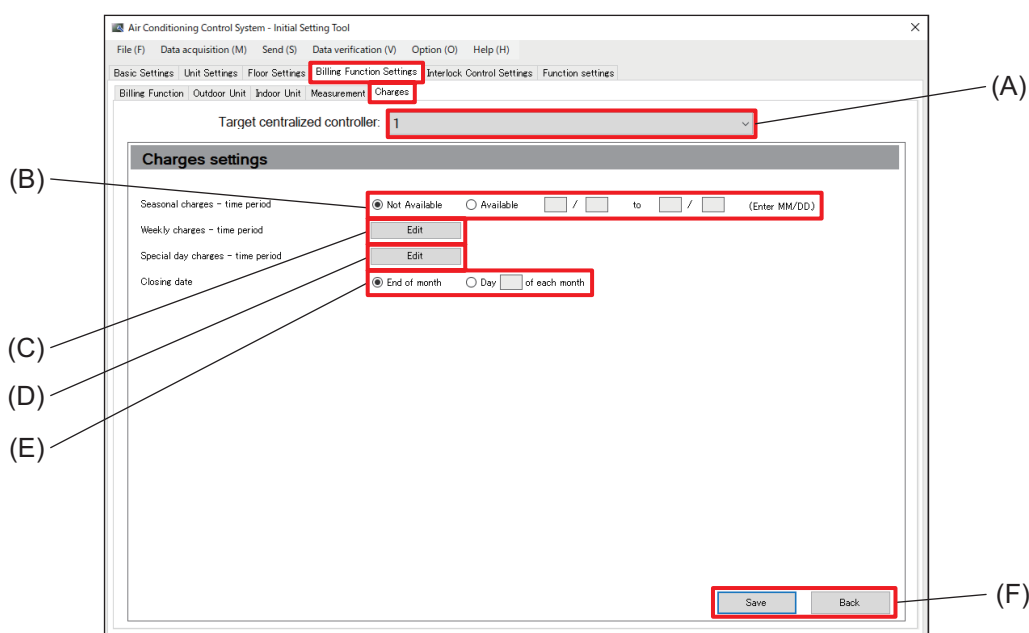 Air Conditioning Control System - Initial Setting Tool
File (F) Data acquisition (M) Send (S) Data verification (V) Option (O) Help (H)
Basic Settings Unit Settings Floor Settings Billing Function Settings Interlock Control Settings Function settings
Billing Function Outdoor Unit Indoor Unit Measurement Charges
(A)
Target centralized controller: 1
Charges settings
(B)
Seasonal charges - time period Not Available Available / to / (Enter MM/DD.)
Weekly charges - time period Edit
Special day charges - time period Edit
Closing date End of month Day of each month
(C)
(D)
(E)
Save Back
(F)